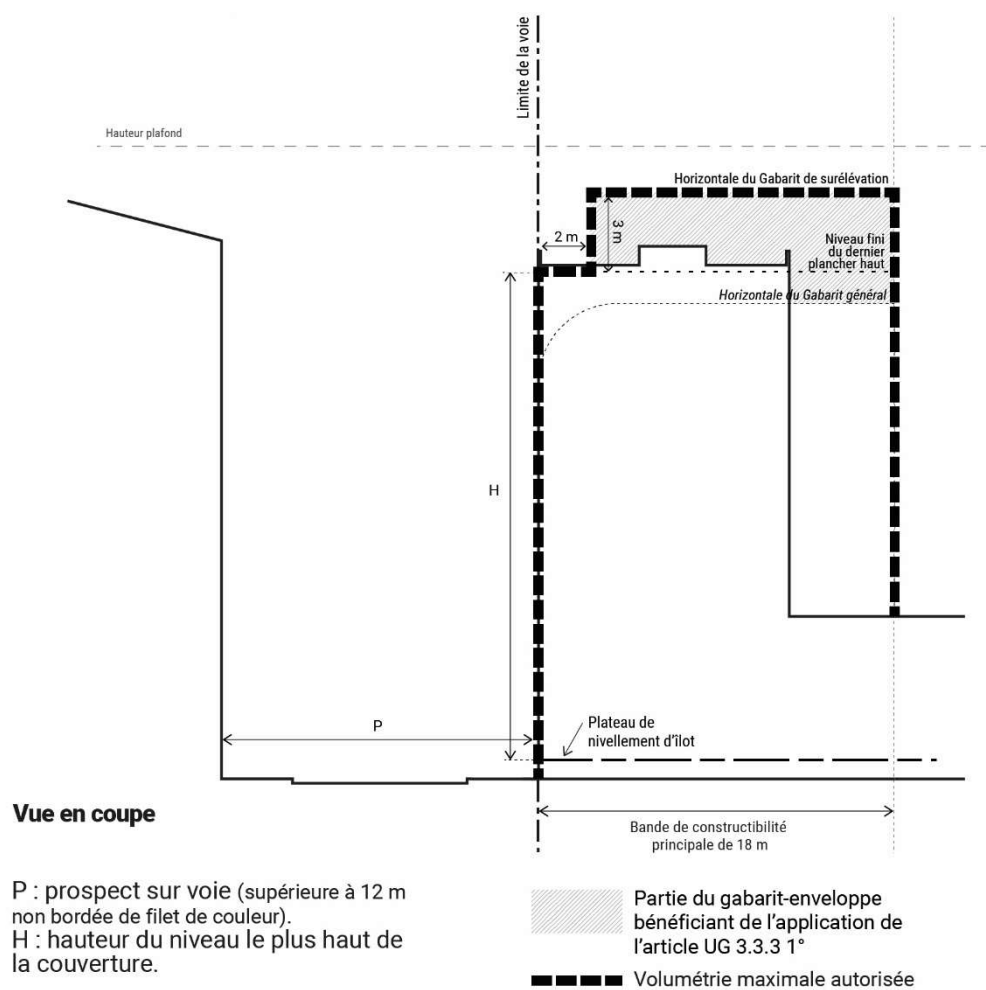 Limite de la voie
Hauteur plafond
Horizontale du Gabarit de surélévation
2 m
3 m
Niveau fini
du dernier
plancher haut
Horizontale du Gabarit général
H
P
Plateau de
nivellement d'îlot
Vue en coupe
Bande de constructibilité
principale de 18 m
P : prospect sur voie (supérieure à 12 m
non bordée de filet de couleur).
H : hauteur du niveau le plus haut de
la couverture.
Partie du gabarit-enveloppe
bénéficiant de l'application de
l'article UG 3.3.3 1°
Volumétrie maximale autorisée